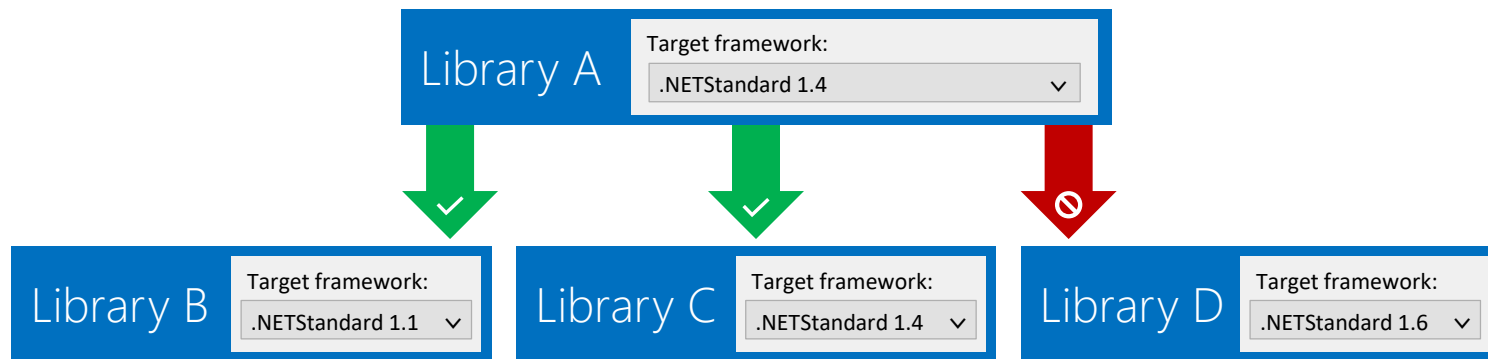 Library A
Target framework:
.NETStandard 1.4
Library B
Target framework:
.NETStandard 1.1
Library C
Target framework:
.NETStandard 1.4
Library D
Target framework:
.NETStandard 1.6